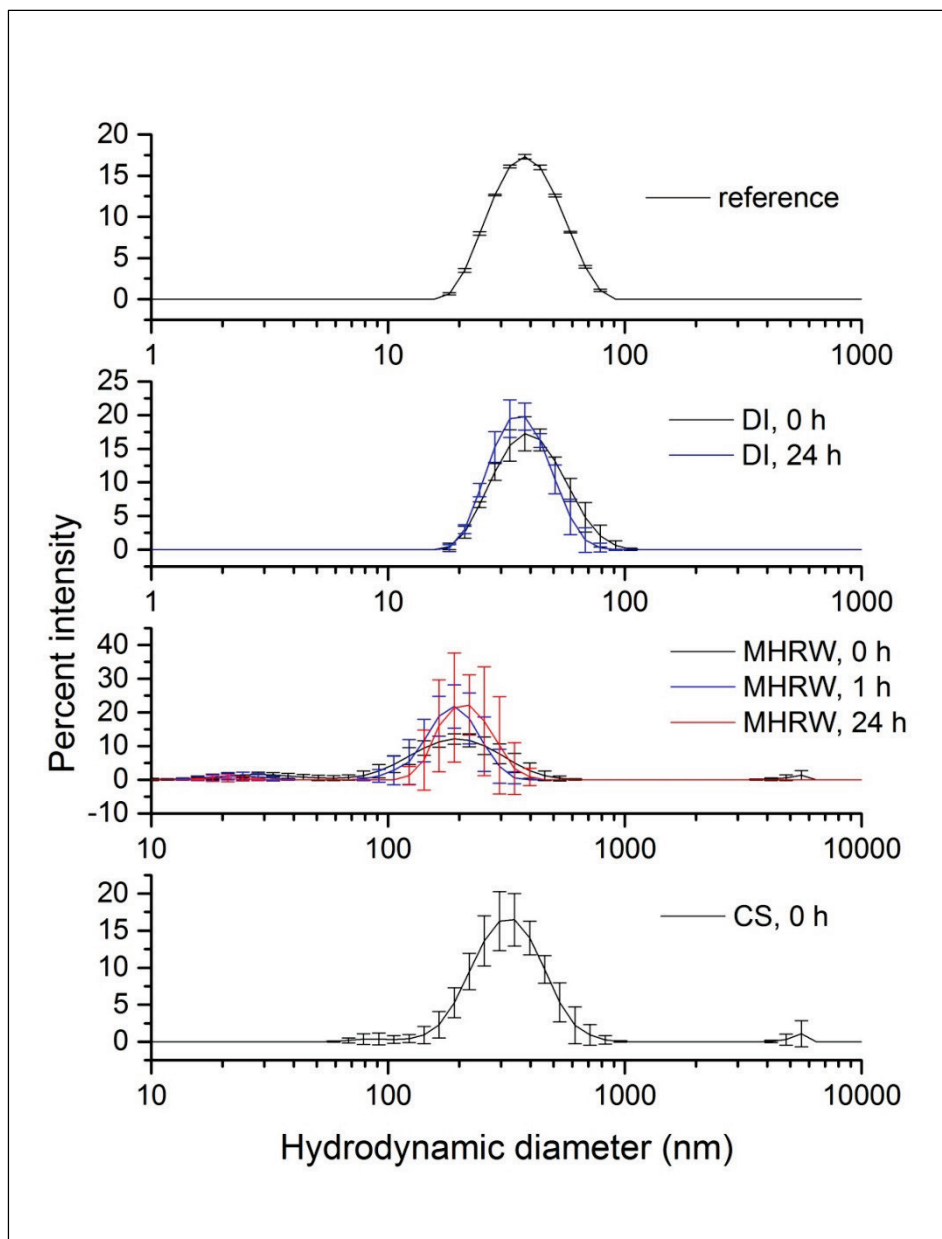 20
15
10
5
0
reference
1 10 100 1000
25
20
15
10
5
0
DI, 0 h
DI, 24 h
1 10 100 1000
Percent intensity
40
30
20
10
0
-10
MHRW, 0 h
MHRW, 1 h
MHRW, 24 h
10 100 1000 10000
20
15
10
5
0
CS, 0 h
10 100 1000 10000
Hydrodynamic diameter (nm)